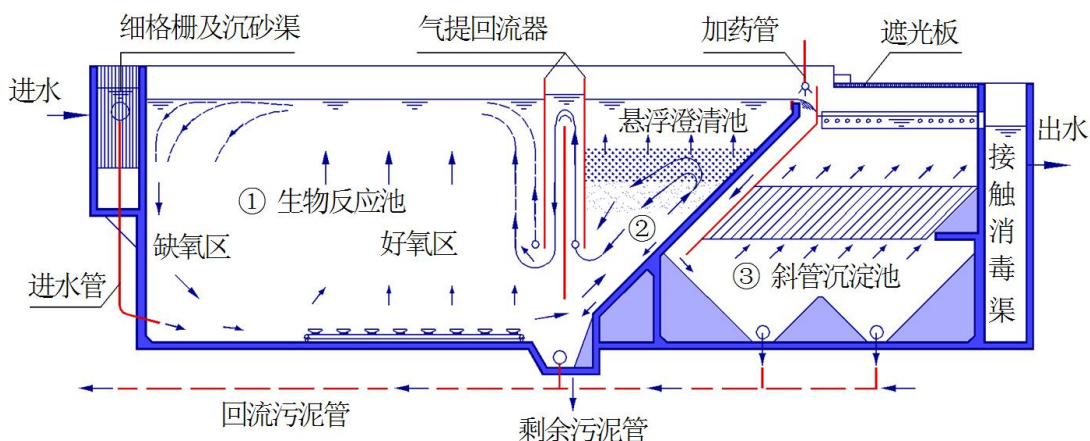 细格栅及沉砂渠
气提回流器
加药管
遮光板
进水
悬浮澄清池
出水
① 生物反应池
②
接触消毒渠
缺氧区
好氧区
③ 斜管沉淀池
进水管
回流污泥管
剩余污泥管